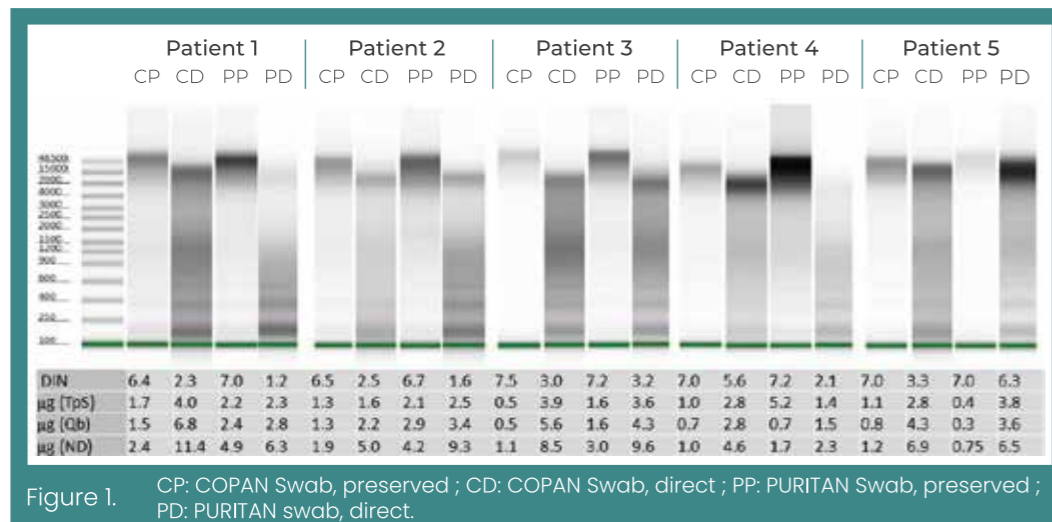 Patient 1 Patient 2 Patient 3 Patient 4 Patient 5
CP CD PP PD CP CD PP PD CP CD PP PD CP CD PP PD CP CD PP PD
2500
900
400
250
100
DIN 6.4 2.3 7.0 1.2 6.5 2.5 6.7 1.6 7.5 3.0 7.2 3.2 7.0 5.6 7.2 2.1 7.0 3.3 7.0 6.3
µg (TpS) 1.7 4.0 2.2 2.3 1.3 1.6 2.1 2.5 0.5 3.9 1.6 3.6 1.0 2.8 5.2 1.4 1.1 2.8 0.4 3.8
µg (Qb) 1.5 6.8 2.4 2.8 1.3 2.2 2.9 3.4 0.5 5.6 1.6 4.3 0.7 2.8 0.7 1.5 0.8 4.3 0.3 3.6
µg (ND) 2.4 11.4 4.9 6.3 1.9 5.0 4.2 9.3 1.1 8.5 3.0 9.6 1.0 4.6 1.7 2.3 1.2 6.9 0.75 6.5
Figure 1. CP: COPAN Swab, preserved ; CD: COPAN Swab, direct ; PP: PURITAN Swab, preserved ;
PD: PURITAN swab, direct.